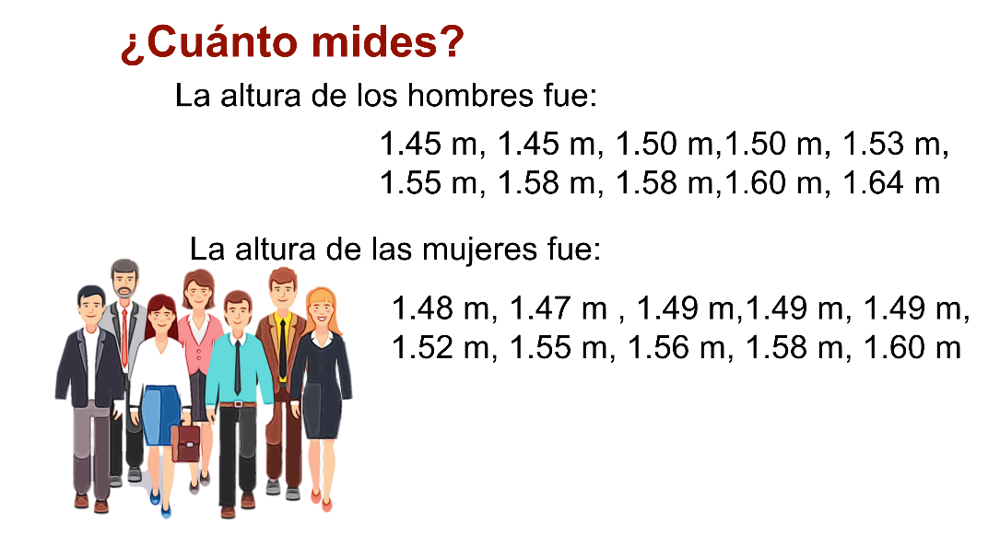 ¿Cuánto mides?
La altura de los hombres fue:
1.45 m, 1.45 m, 1.50 m,1.50 m, 1.53 m,
1.55 m, 1.58 m, 1.58 m,1.60 m, 1.64 m
La altura de las mujeres fue:
1.48 m, 1.47 m , 1.49 m,1.49 m, 1.49 m,
1.52 m, 1.55 m, 1.56 m, 1.58 m, 1.60 m